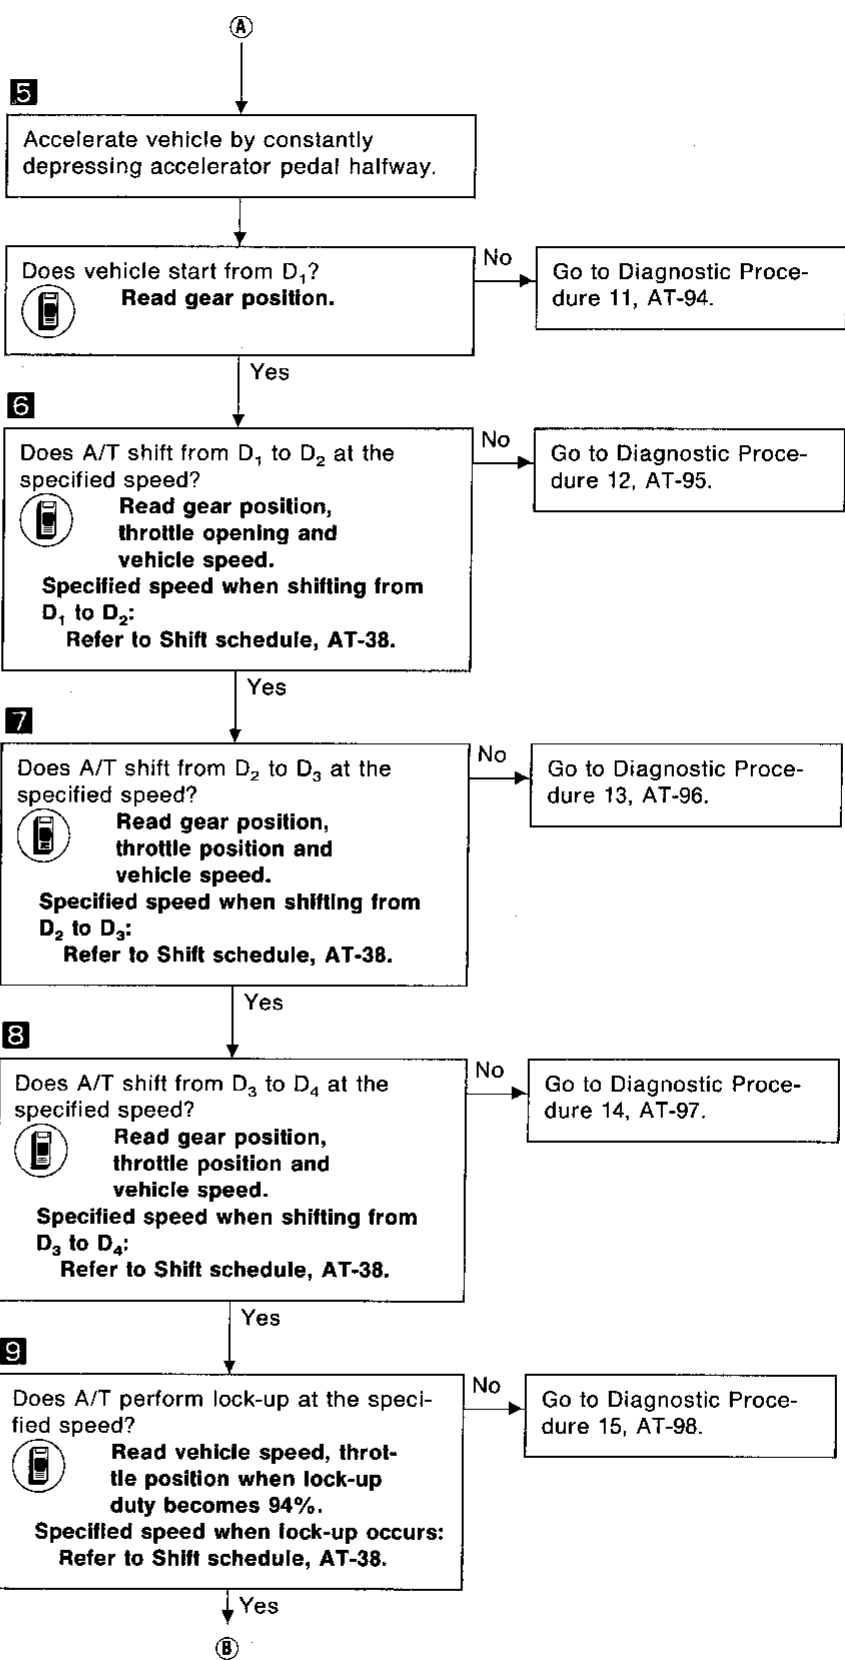 A
5
Accelerate vehicle by constantly
depressing accelerator pedal halfway.
Does vehicle start from D₁?
Read gear position.
No
Go to Diagnostic Proce-
dure 11, AT-94.
Yes
6
Does A/T shift from D₁ to D₂ at the
specified speed?
Read gear position,
throttle opening and
vehicle speed.
Specified speed when shifting from
D₁ to D₂:
Refer to Shift schedule, AT-38.
No
Go to Diagnostic Proce-
dure 12, AT-95.
Yes
7
Does A/T shift from D₂ to D₃ at the
specified speed?
Read gear position,
throttle position and
vehicle speed.
Specified speed when shifting from
D₂ to D₃:
Refer to Shift schedule, AT-38.
No
Go to Diagnostic Proce-
dure 13, AT-96.
Yes
8
Does A/T shift from D₃ to D₄ at the
specified speed?
Read gear position,
throttle position and
vehicle speed.
Specified speed when shifting from
D₃ to D₄:
Refer to Shift schedule, AT-38.
No
Go to Diagnostic Proce-
dure 14, AT-97.
Yes
9
Does A/T perform lock-up at the speci-
fied speed?
Read vehicle speed, throt-
tle position when lock-up
duty becomes 94%.
Specified speed when lock-up occurs:
Refer to Shift schedule, AT-38.
No
Go to Diagnostic Proce-
dure 15, AT-98.
Yes
B